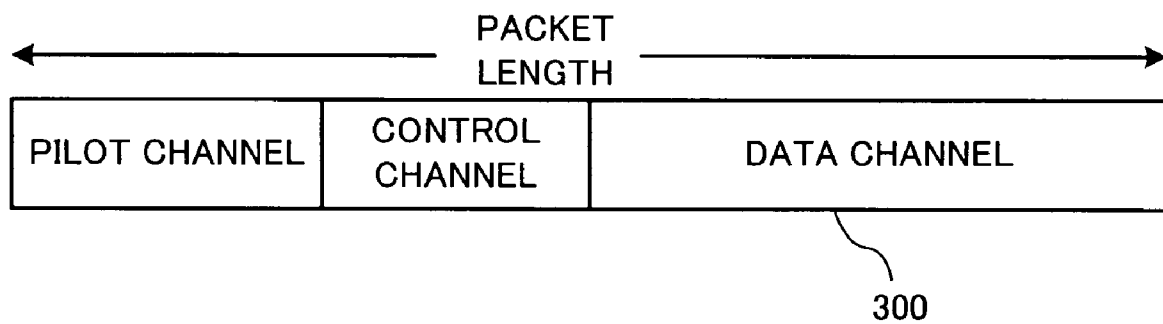 PACKET
LENGTH
PILOT CHANNEL
CONTROL
CHANNEL
DATA CHANNEL
300